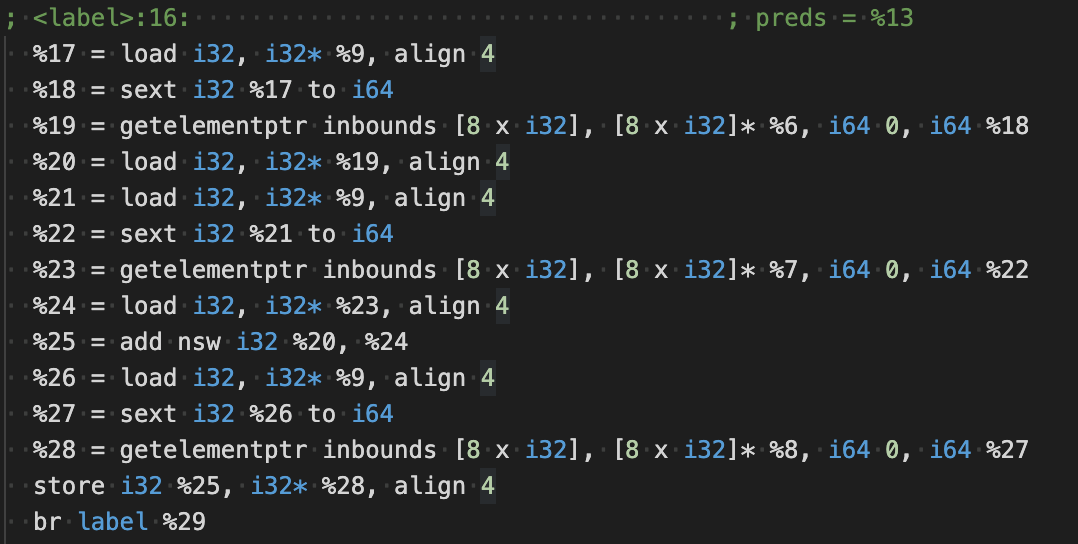 ; <label>:16:                                     ; preds = %13
  %17 = load i32, i32* %9, align 4
  %18 = sext i32 %17 to i64
  %19 = getelementptr inbounds [8 x i32], [8 x i32]* %6, i64 0, i64 %18
  %20 = load i32, i32* %19, align 4
  %21 = load i32, i32* %9, align 4
  %22 = sext i32 %21 to i64
  %23 = getelementptr inbounds [8 x i32], [8 x i32]* %7, i64 0, i64 %22
  %24 = load i32, i32* %23, align 4
  %25 = add nsw i32 %20, %24
  %26 = load i32, i32* %9, align 4
  %27 = sext i32 %26 to i64
  %28 = getelementptr inbounds [8 x i32], [8 x i32]* %8, i64 0, i64 %27
  store i32 %25, i32* %28, align 4
  br label %29